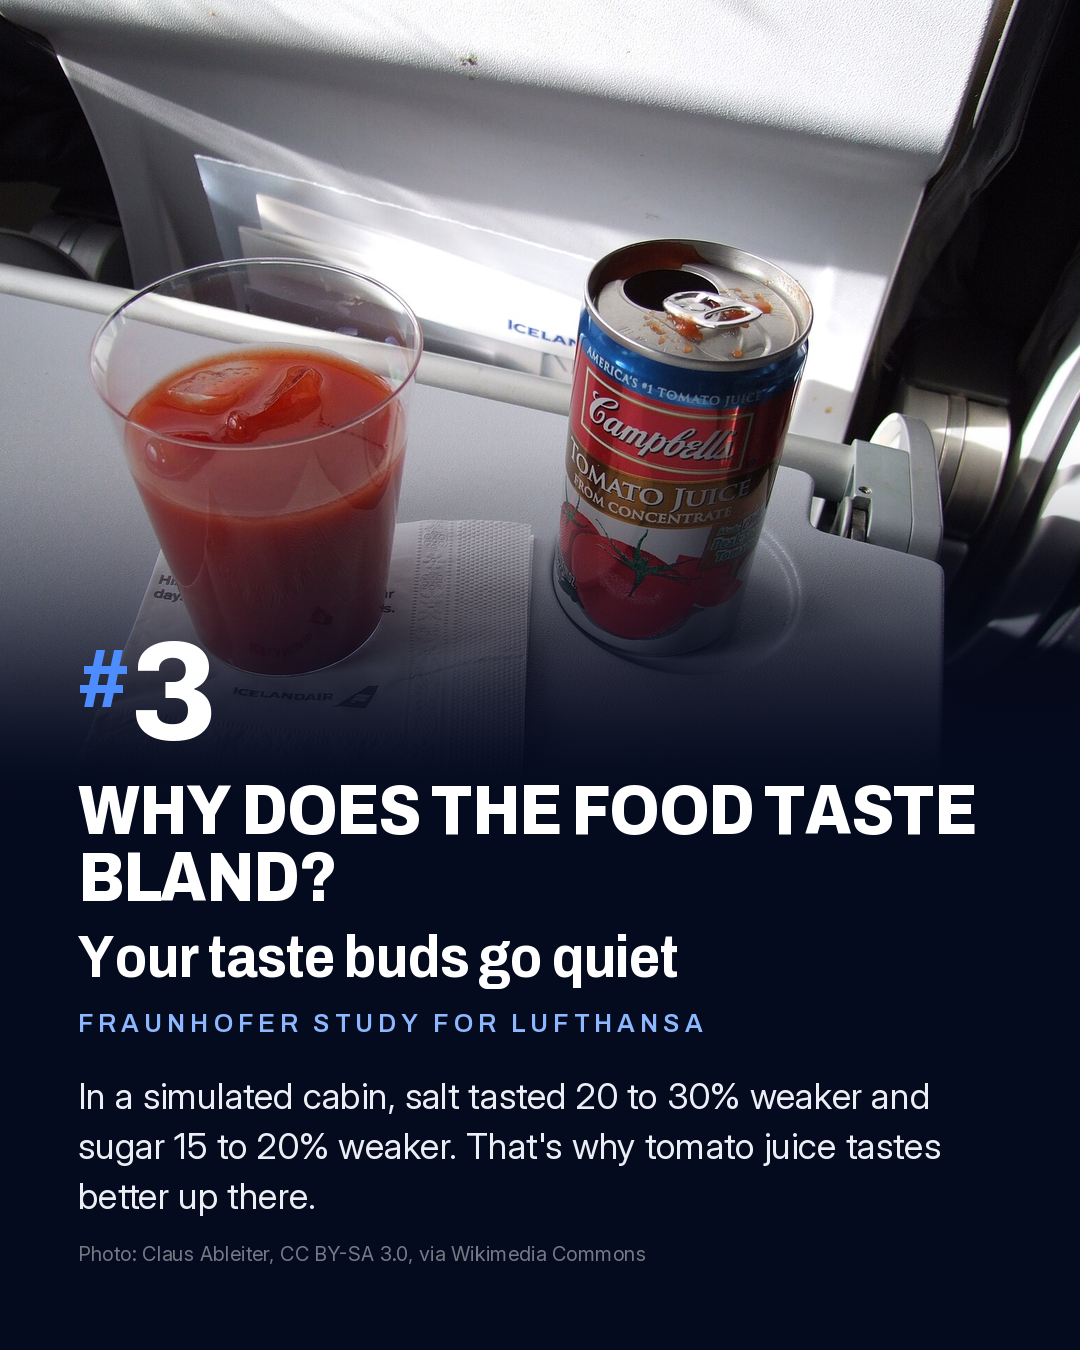 ICELAN
AMERICA'S #1 TOMATO JUICE
Campbell's
TOMATO JUICE
FROM CONCENTRATE
ICELANDAIR
#3
WHY DOES THE FOOD TASTE
BLAND?
Your taste buds go quiet
FRAUNHOFER STUDY FOR LUFTHANSA
In a simulated cabin, salt tasted 20 to 30% weaker and
sugar 15 to 20% weaker. That's why tomato juice tastes
better up there.
Photo: Claus Ableiter, CC BY-SA 3.0, via Wikimedia Commons